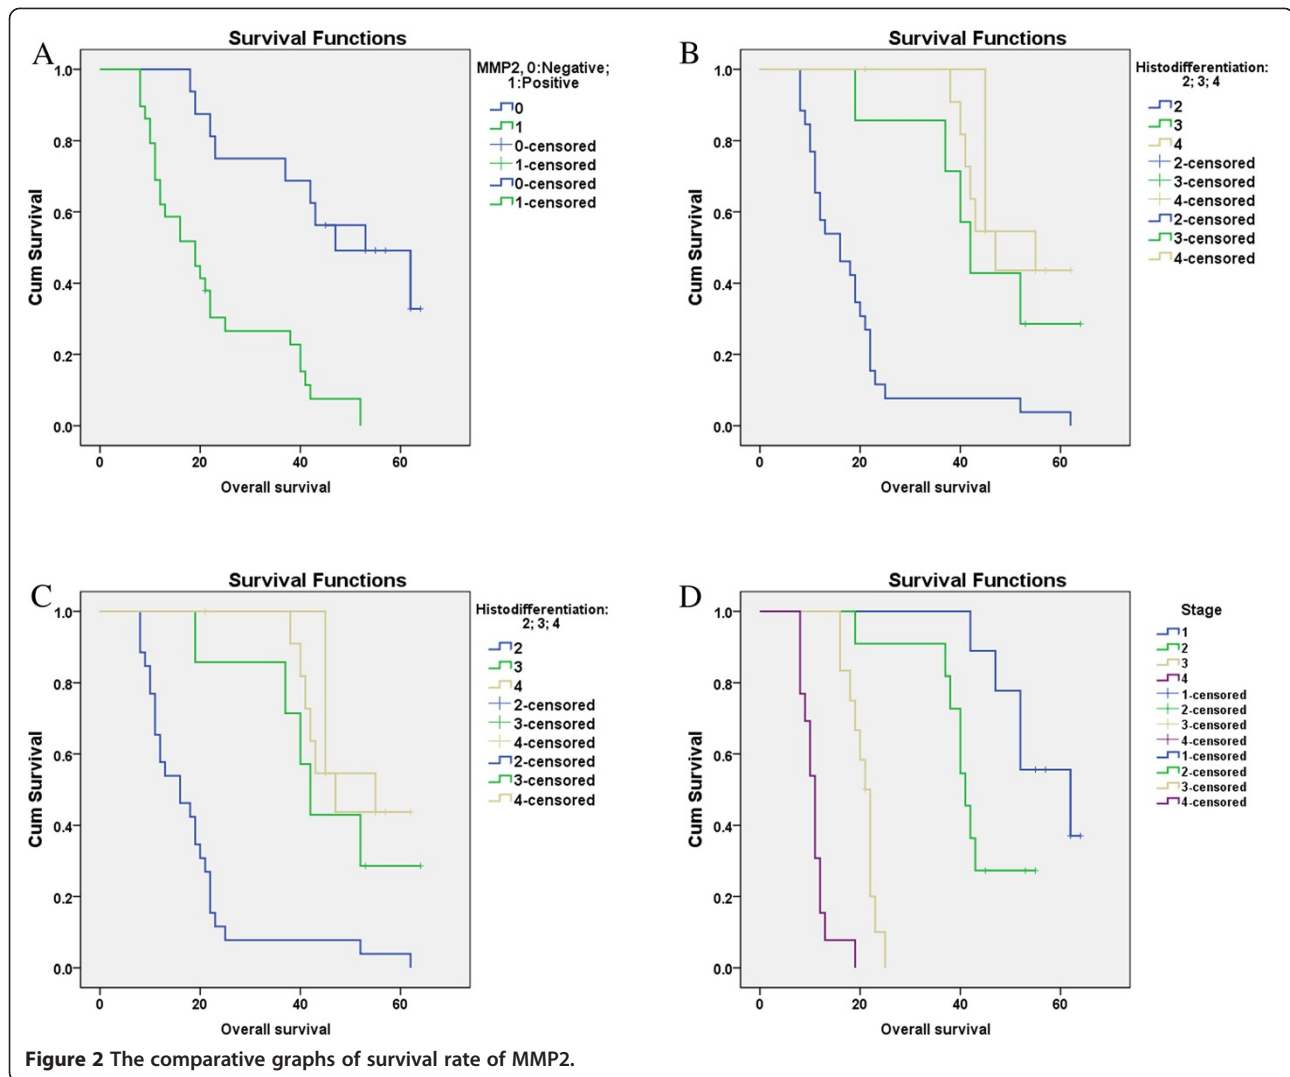 A
Survival Functions
MMP2, 0:Negative;
1:Positive
0
1
0-censored
1-censored
0-censored
1-censored
Cum Survival
1.0
0.8
0.6
0.4
0.2
0.0
0 20 40 60
Overall survival
B
Survival Functions
Histodifferentiation:
2; 3; 4
2
3
4
2-censored
3-censored
4-censored
2-censored
3-censored
4-censored
Cum Survival
1.0
0.8
0.6
0.4
0.2
0.0
0 20 40 60
Overall survival
C
Survival Functions
Histodifferentiation:
2; 3; 4
2
3
4
2-censored
3-censored
4-censored
2-censored
3-censored
4-censored
Cum Survival
1.0
0.8
0.6
0.4
0.2
0.0
0 20 40 60
Overall survival
D
Survival Functions
Stage
1
2
3
4
1-censored
2-censored
3-censored
4-censored
1-censored
2-censored
3-censored
4-censored
Cum Survival
1.0
0.8
0.6
0.4
0.2
0.0
0 20 40 60
Overall survival
Figure 2 The comparative graphs of survival rate of MMP2.